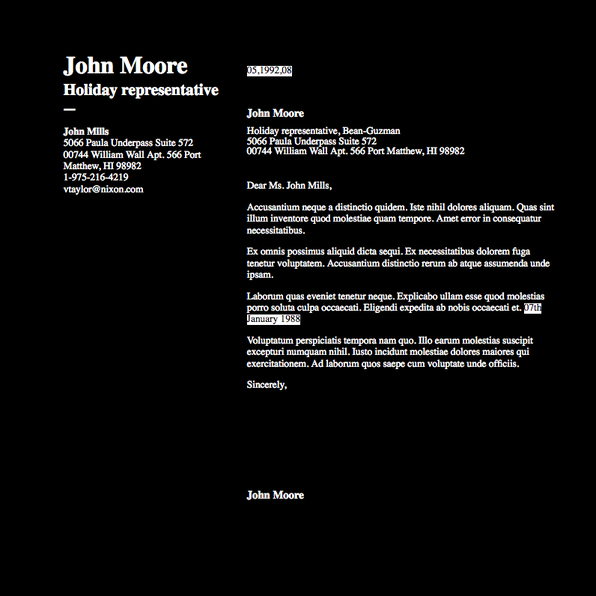 John Moore
Holiday representative
John Mills
5066 Paula Underpass Suite 572
00744 William Wall Apt. 566 Port
Matthew, HI 98982
1-975-216-4219
vtaylor@nixon.com
05,1992,08
John Moore
Holiday representative, Bean-Guzman
5066 Paula Underpass Suite 572
00744 William Wall Apt. 566 Port Matthew, HI 98982
Dear Ms. John Mills,
Accusantium neque a distinctio quidem. Iste nihil dolores aliquam. Quas sint
illum inventore quod molestiae quam tempore. Amet error in consequatur
necessitatibus.
Ex omnis possimus aliquid dicta sequi. Ex necessitatibus dolorem fuga
tenetur voluptatem. Accusantium distinctio rerum ab atque assumenda unde
ipsam.
Laborum quas eveniet tenetur neque. Explicabo ullam esse quod molestias
porro soluta culpa occaecati. Eligendi expedita ab nobis occaecati et. 07th
January 1988
Voluptatum perspiciatis tempora nam quo. Illo earum molestias suscipit
excepturi numquam nihil. Iusto incidunt molestiae dolores maiores qui
exercitationem. Ad laborum quos saepe cum voluptate unde officiis.
Sincerely,
John Moore